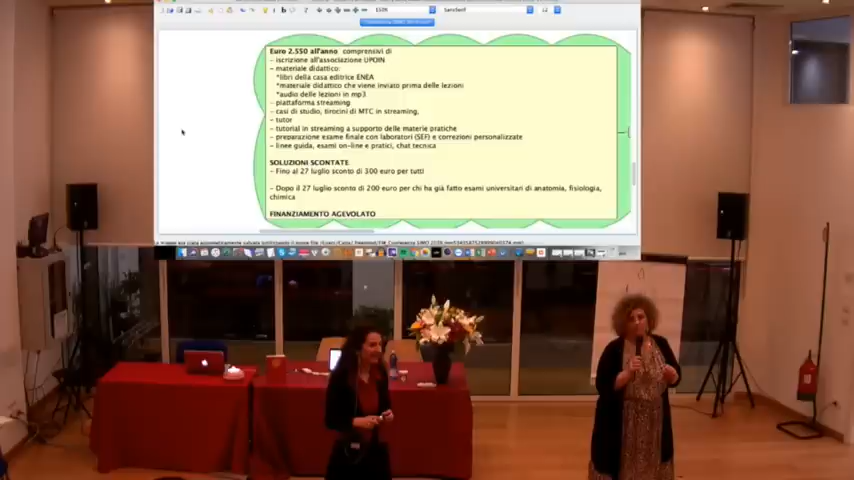 150%
SansSerif
12
Euro 2.550 all'anno comprensivi di
- iscrizione all'associazione UPOIN
- materiale didattico:
*libri della casa editrice ENEA
*materiale didattico che viene inviato prima delle lezioni
*audio delle lezioni in mp3
- piattaforma streaming
- casi di studio, tirocini di MTC in streaming,
- tutor
- tutorial in streaming a supporto delle materie pratiche
- preparazione esame finale con laboratori (SEF) e correzioni personalizzate
- linee guida, esami on-line e pratici, chat tecnica
SOLUZIONI SCONTATE
- Fino al 27 luglio sconto di 300 euro per tutti
- Dopo il 27 luglio sconto di 200 euro per chi ha già fatto esami universitari di anatomia, fisiologia,
chimica
FINANZIAMENTO AGEVOLATO